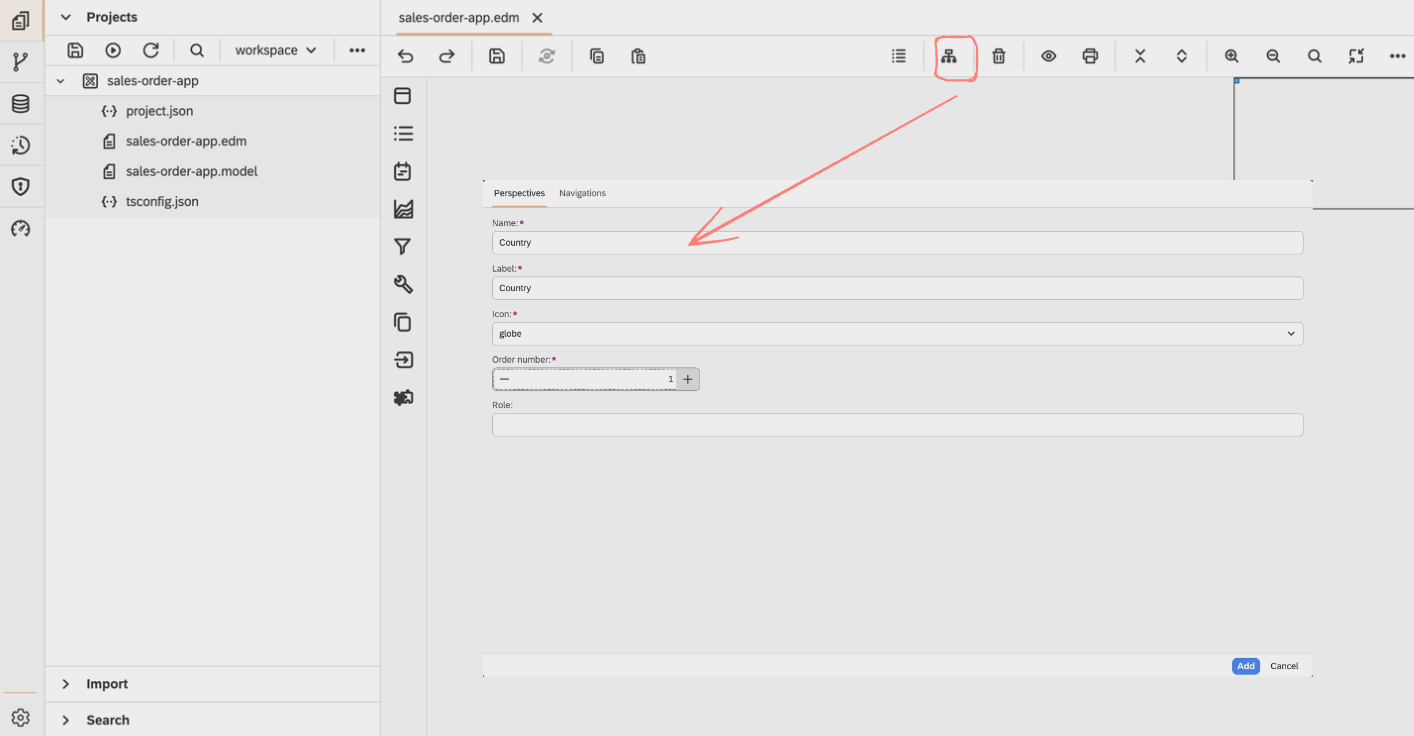 Projects
sales-order-app.edm
workspace
sales-order-app
project.json
sales-order-app.edm
sales-order-app.model
tsconfig.json
Import
Search
Perspectives Navigations
Name:*
Country
Label:*
Country
Icon:*
globe
Order number:*
1
Role:
Add Cancel